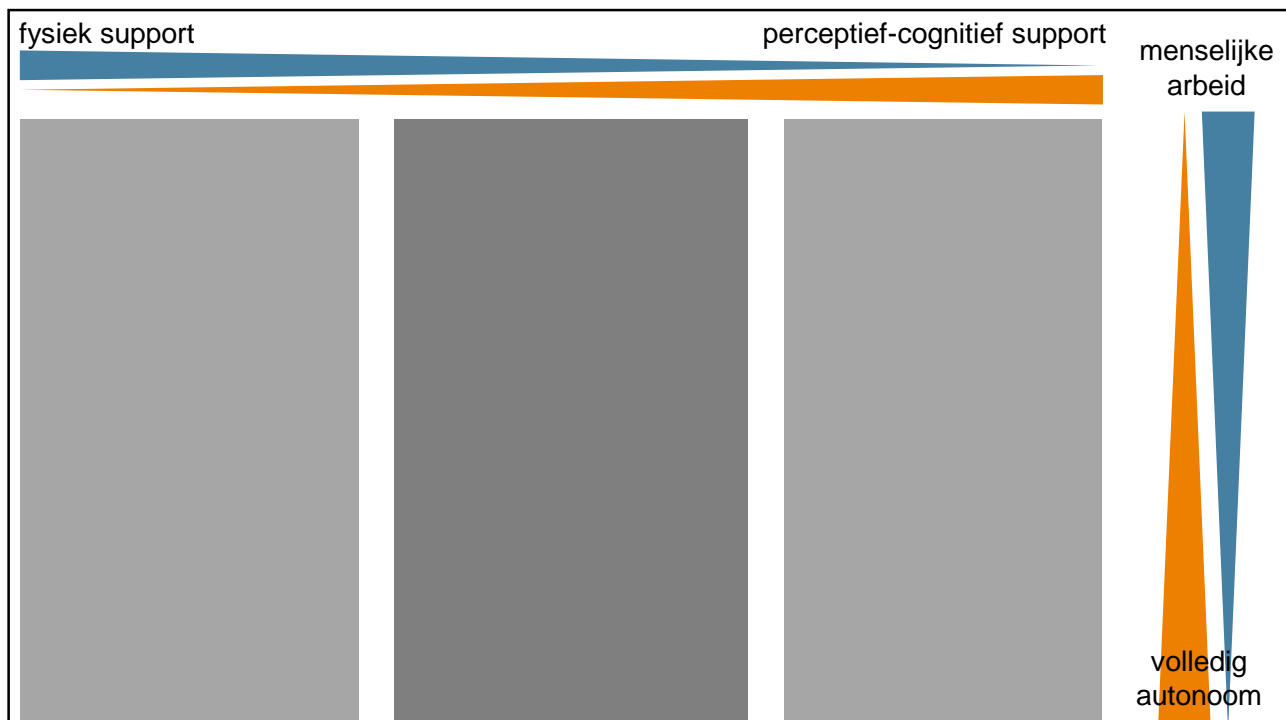 fysiek support
perceptief-cognitief support
menselijke
arbeid
volledig
autonoom